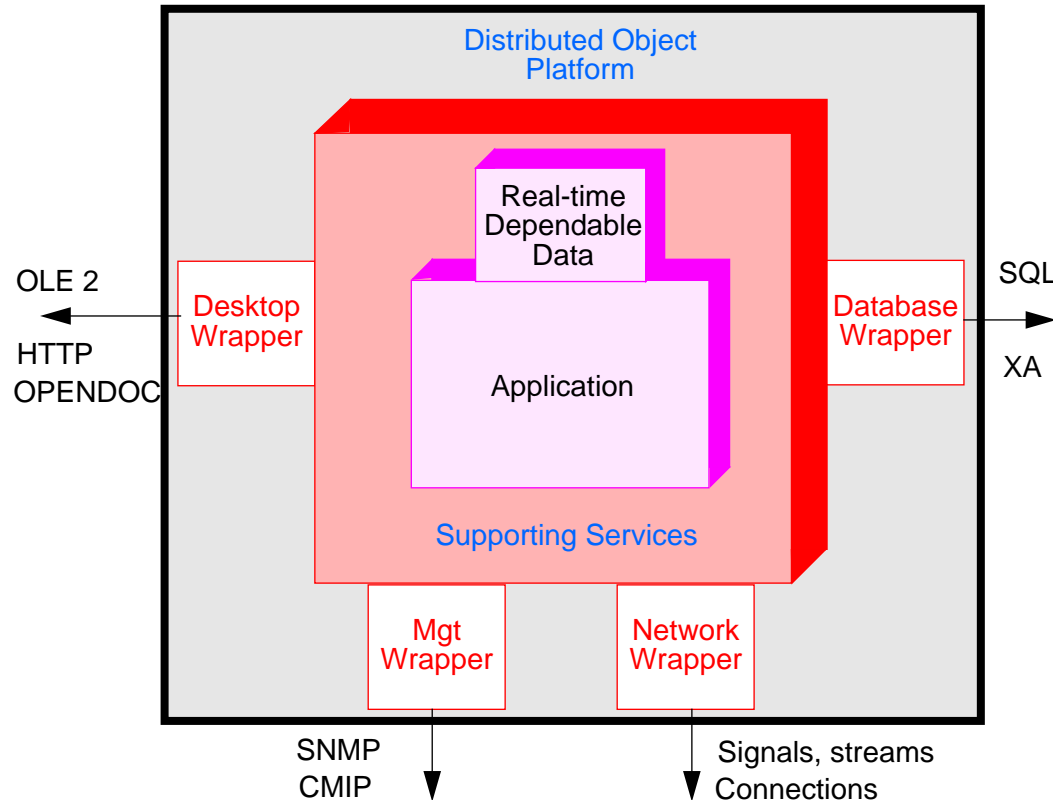 Distributed Object
Platform
Real-time
Dependable
Data
OLE 2
HTTP
OPENDOC
Desktop
Wrapper
Application
Database
Wrapper
SQL
XA
Supporting Services
Mgt
Wrapper
Network
Wrapper
SNMP
CMIP
Signals, streams
Connections